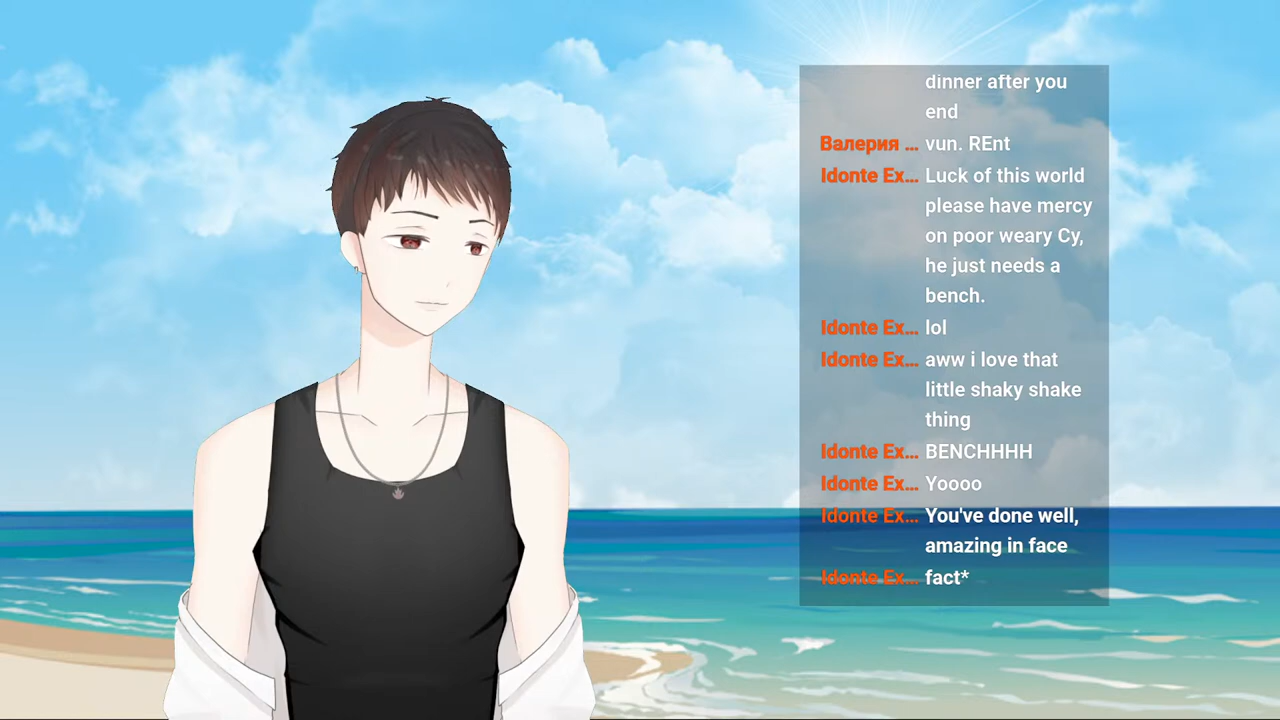 dinner after you
end
Валерия ... vun. REnt
Idonte Ex... Luck of this world
please have mercy
on poor weary Cy,
he just needs a
bench.
Idonte Ex... lol
Idonte Ex... aww i love that
little shaky shake
thing
Idonte Ex... BENCHHHH
Idonte Ex... Yoooo
Idonte Ex... You've done well,
amazing in face
Idonte Ex... fact*